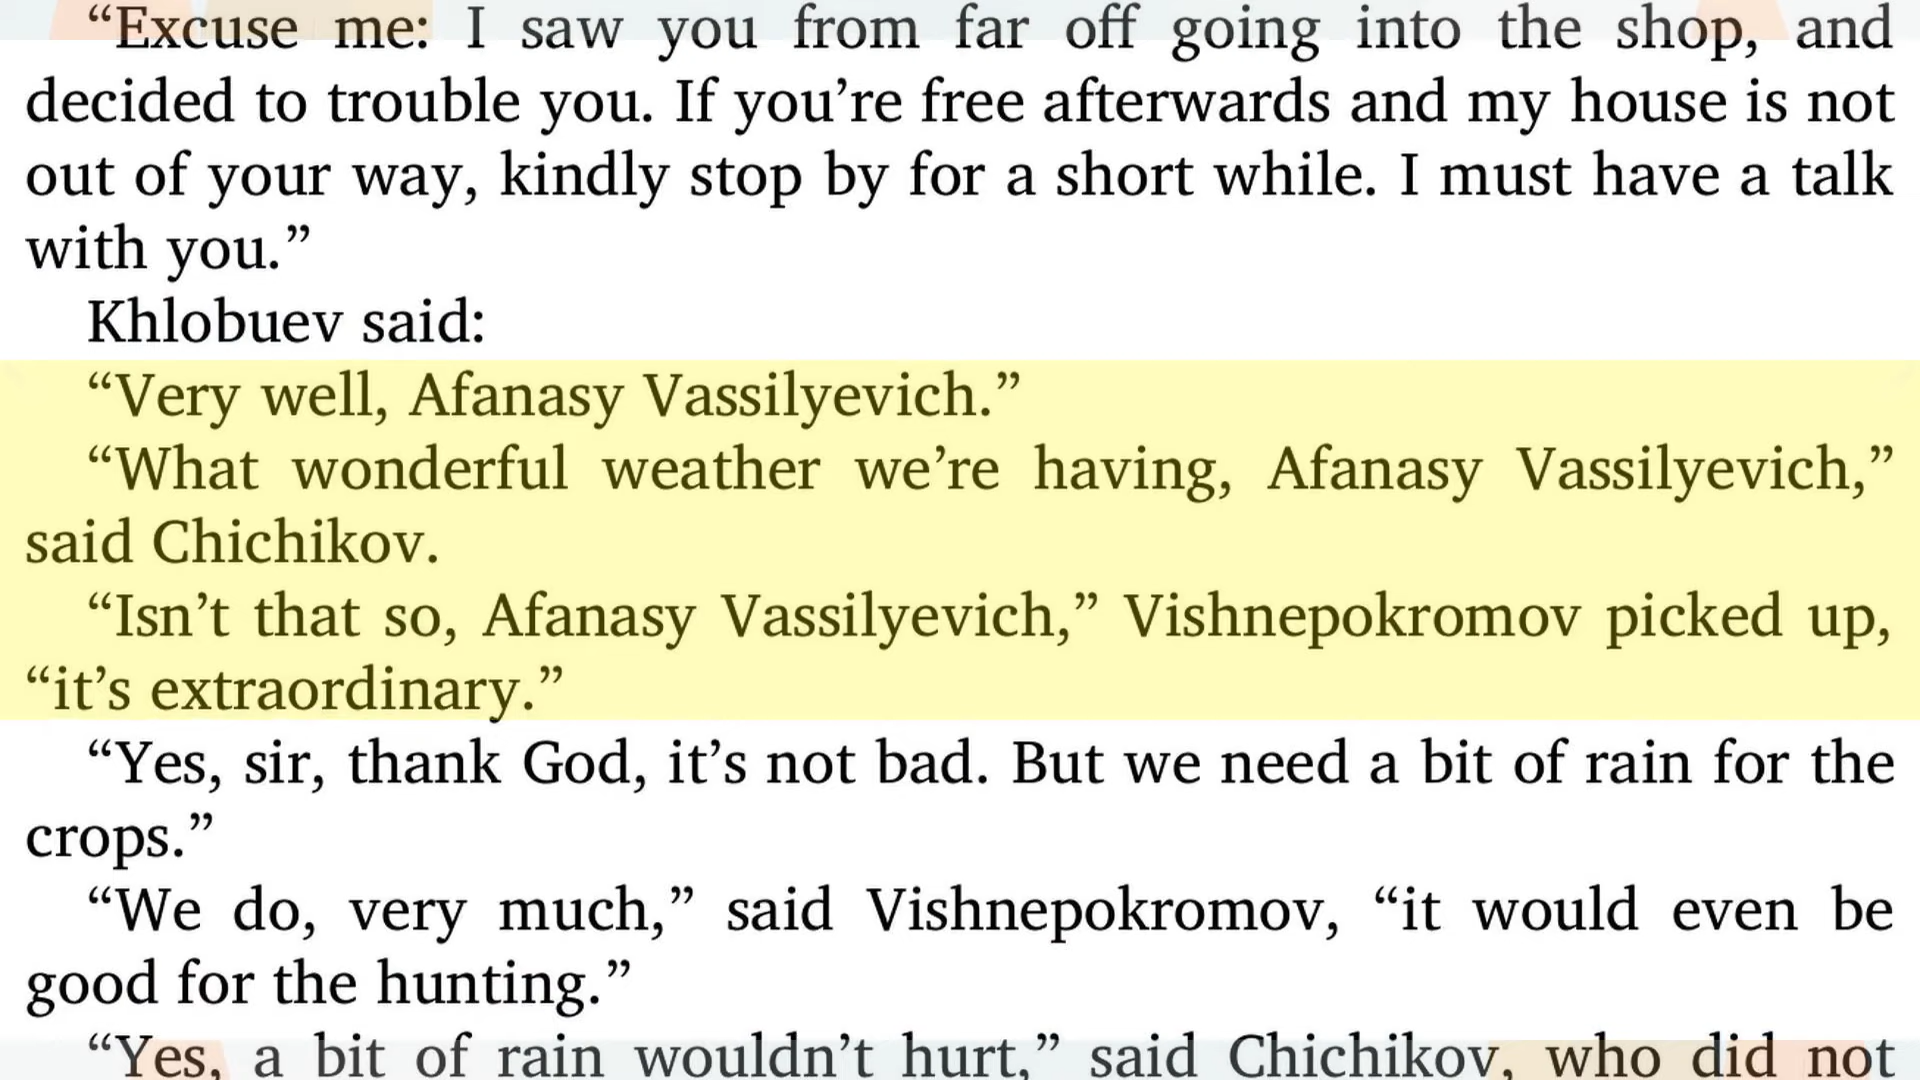 “Excuse me: I saw you from far off going into the shop, and
decided to trouble you. If you’re free afterwards and my house is not
out of your way, kindly stop by for a short while. I must have a talk
with you.”
Khlobuev said:
“Very well, Afanasy Vassilyevich.”
“What wonderful weather we’re having, Afanasy Vassilyevich,”
said Chichikov.
“Isn’t that so, Afanasy Vassilyevich,” Vishnepokromov picked up,
“it’s extraordinary.”
“Yes, sir, thank God, it’s not bad. But we need a bit of rain for the
crops.”
“We do, very much,” said Vishnepokromov, “it would even be
good for the hunting.”
“Yes, a bit of rain wouldn’t hurt,” said Chichikov, who did not